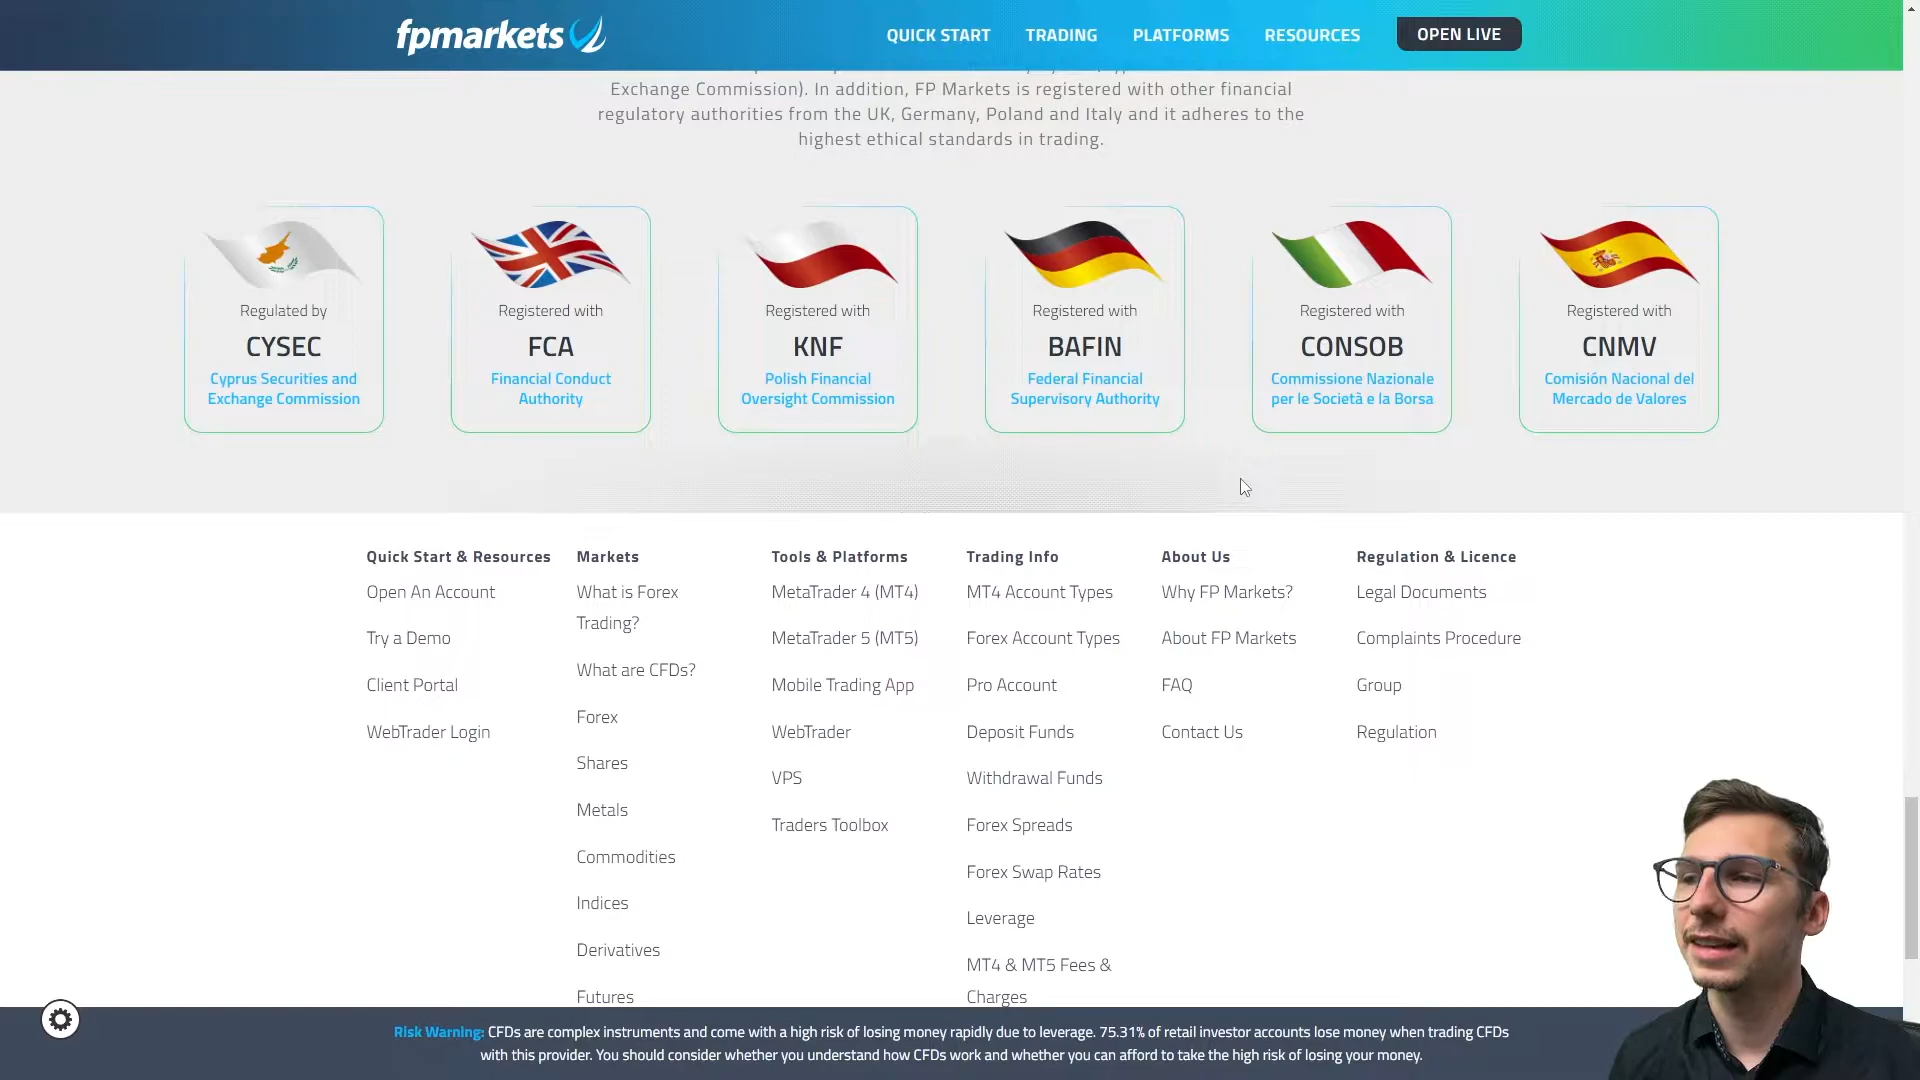 fpmarkets
QUICK START
TRADING
PLATFORMS
RESOURCES
OPEN LIVE
Exchange Commission). In addition, FP Markets is registered with other financial
regulatory authorities from the UK, Germany, Poland and Italy and it adheres to the
highest ethical standards in trading.
Regulated by
CYSEC
Cyprus Securities and
Exchange Commission
Registered with
FCA
Financial Conduct
Authority
Registered with
KNF
Polish Financial
Oversight Commission
Registered with
BAFIN
Federal Financial
Supervisory Authority
Registered with
CONSOB
Commissione Nazionale
per le Società e la Borsa
Registered with
CNMV
Comisión Nacional del
Mercado de Valores
Quick Start & Resources
Open An Account
Try a Demo
Client Portal
WebTrader Login
Markets
What is Forex
Trading?
What are CFDs?
Forex
Shares
Metals
Commodities
Indices
Derivatives
Futures
Tools & Platforms
MetaTrader 4 (MT4)
MetaTrader 5 (MT5)
Mobile Trading App
WebTrader
VPS
Traders Toolbox
Trading Info
MT4 Account Types
Forex Account Types
Pro Account
Deposit Funds
Withdrawal Funds
Forex Spreads
Forex Swap Rates
Leverage
MT4 & MT5 Fees &
Charges
About Us
Why FP Markets?
About FP Markets
FAQ
Contact Us
Regulation & Licence
Legal Documents
Complaints Procedure
Group
Regulation
Risk Warning: CFDs are complex instruments and come with a high risk of losing money rapidly due to leverage. 75.31% of retail investor accounts lose money when trading CFDs
with this provider. You should consider whether you understand how CFDs work and whether you can afford to take the high risk of losing your money.